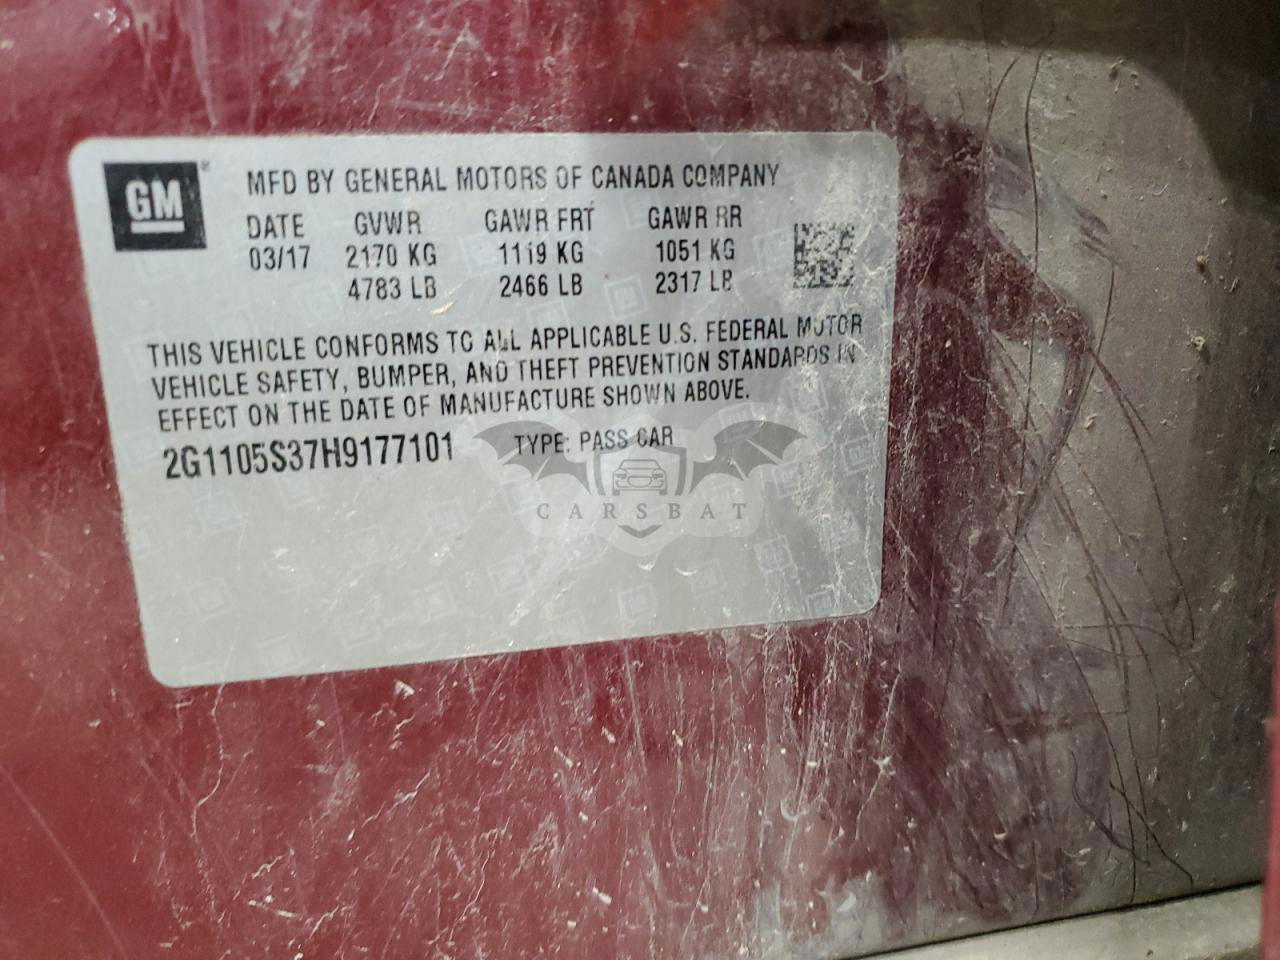 GM
MFD BY GENERAL MOTORS OF CANADA COMPANY
DATE GVWR GAWR FRT GAWR RR
03/17 2170 KG 1119 KG 1051 KG
4783 LB 2466 LB 2317 LB
THIS VEHICLE CONFORMS TO ALL APPLICABLE U.S. FEDERAL MOTOR
VEHICLE SAFETY, BUMPER, AND THEFT PREVENTION STANDARDS IN
EFFECT ON THE DATE OF MANUFACTURE SHOWN ABOVE.
2G1105S37H9177101 TYPE: PASS CAR
CARSBAT